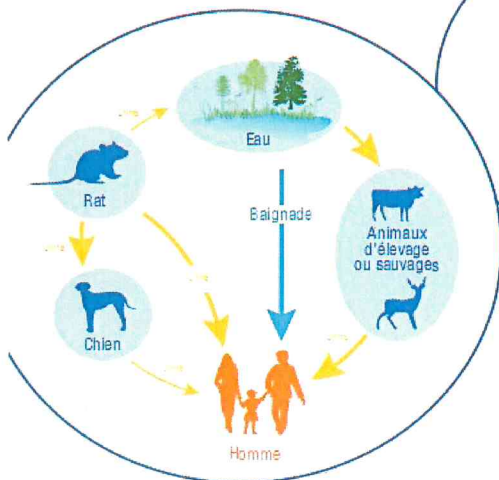 Eau
Rat
Baignade
Animaux
d'élevage
ou sauvages
Chien
Homme